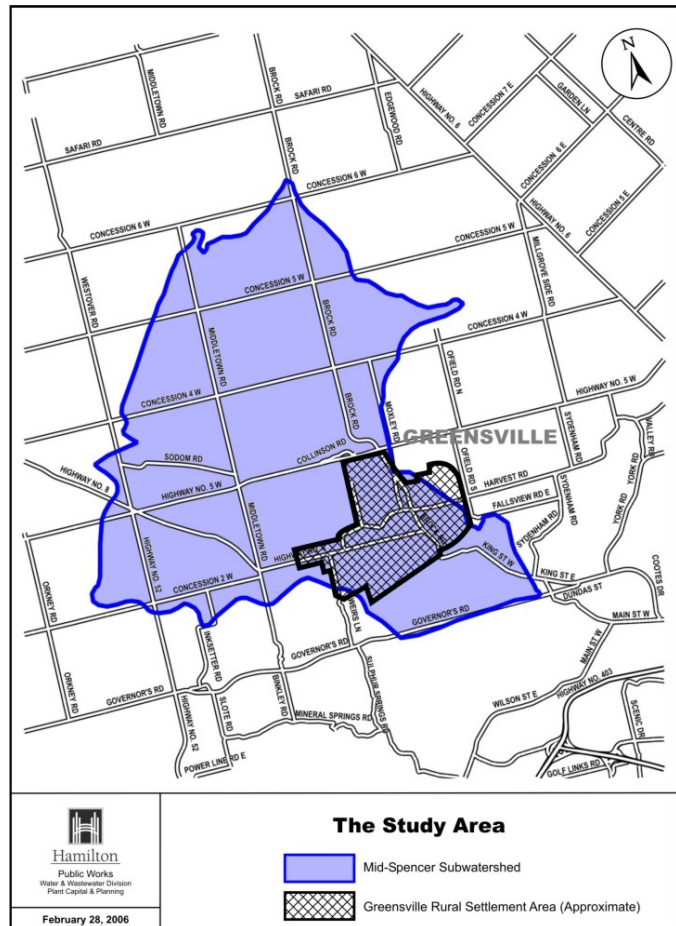 N
SAFARI RD
MIDDLETOWN RD
BROCK RD
SAFARI RD
EDGEWOOD RD
HIGHWAY NO. 6
CONCESSION 7 E
GARDEN LN
CENTRE RD
CONCESSION 6 E
CONCESSION 5 E
HIGHWAY NO. 6
CONCESSION 6 W
CONCESSION 6 W
CONCESSION 5 W
MILLGROVE SIDE RD
WESTOVER RD
CONCESSION 5 W
BROCK RD
MIDDLETOWN RD
CONCESSION 4 W
OFIELD RD N
HIGHWAY NO. 5 W
CONCESSION 4 W
BROCK RD
MOXLEY RD
GREENSVILLE
SYDENHAM RD
VALLEY RD
SODOM RD
COLLINSON RD
OFIELD RD S
HARVEST RD
YORK RD
HIGHWAY NO. 8
HIGHWAY NO. 5 W
FALLSVIEW RD E
SYDENHAM RD
YORK RD
HIGHWAY NO. 52
MIDDLETOWN RD
SYDENHAM RD
KING ST W
KING ST E
COOTES DR
CONCESSION 2 W
DUNDAS ST
ORKNEY RD
WEIRS LN
GOVERNOR'S RD
MAIN ST W
INKSETTER RD
GOVERNOR'S RD
MAIN ST W
ORKNEY RD
GOVERNOR'S RD
SLOTE RD
BINKLEY RD
SULPHUR SPRINGS RD
HIGHWAY NO. 403
WILSON ST E
HIGHWAY NO. 52
MINERAL SPRINGS RD
SCENIC DR
POWER LINE RD E
GOLF LINKS RD
Hamilton
Public Works
Water & Wastewater Division
Plant Capital & Planning
February 28, 2006
The Study Area
Mid-Spencer Subwatershed
Greensville Rural Settlement Area (Approximate)